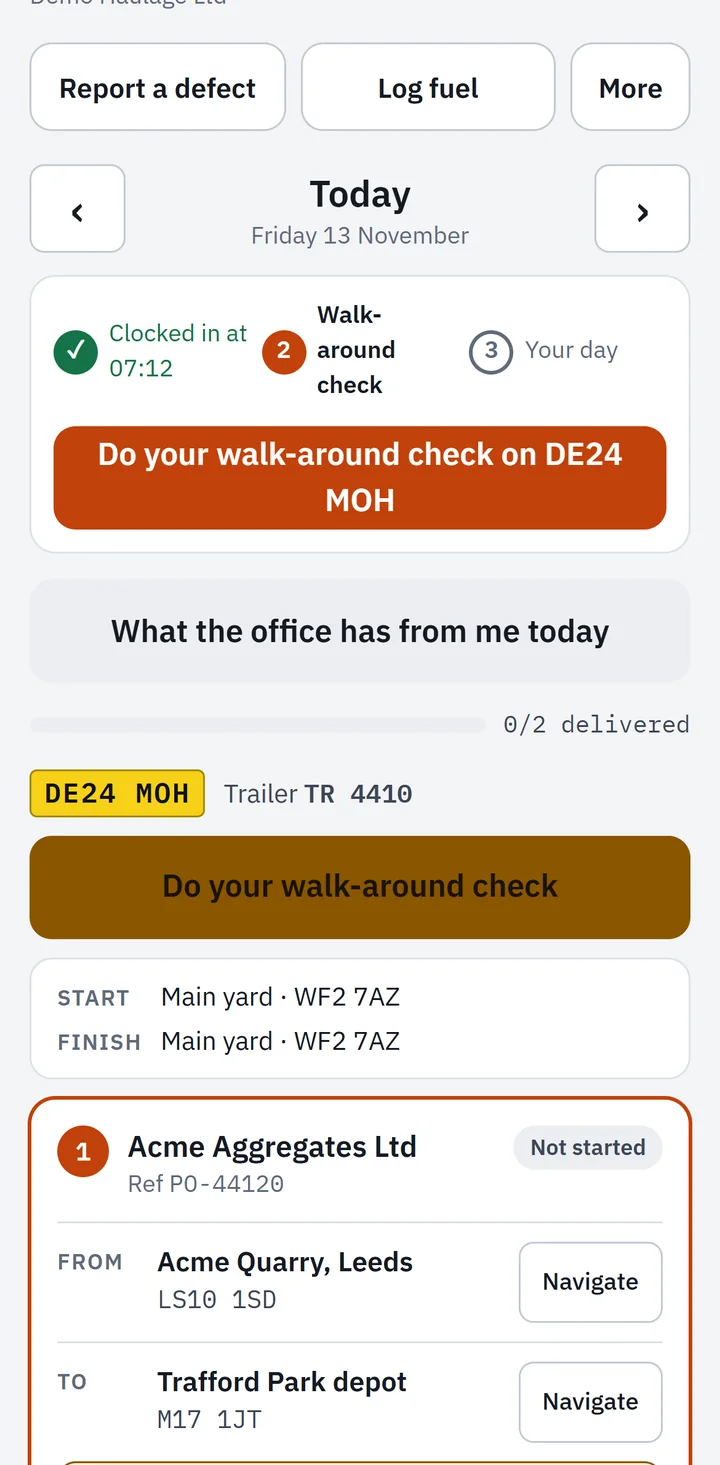 Demo Haulage Ltd
Report a defect
Log fuel
More
‹
Today
›
Friday 13 November
✓
Clocked in at
07:12
2
Walk-
around
check
3
Your day
Do your walk-around check on DE24
MOH
What the office has from me today
0/2 delivered
DE24 MOH
Trailer TR 4410
Do your walk-around check
START Main yard · WF2 7AZ
FINISH Main yard · WF2 7AZ
1
Acme Aggregates Ltd
Not started
Ref PO-44120
FROM
Acme Quarry, Leeds
LS10 1SD
Navigate
TO
Trafford Park depot
M17 1JT
Navigate